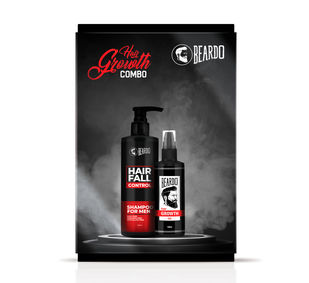 Hair
Growth
COMBO
BEARDO
BEARDO
HAIR
FALL
CONTROL
SHAMPOO
FOR MEN
BEARDO
GROWTH